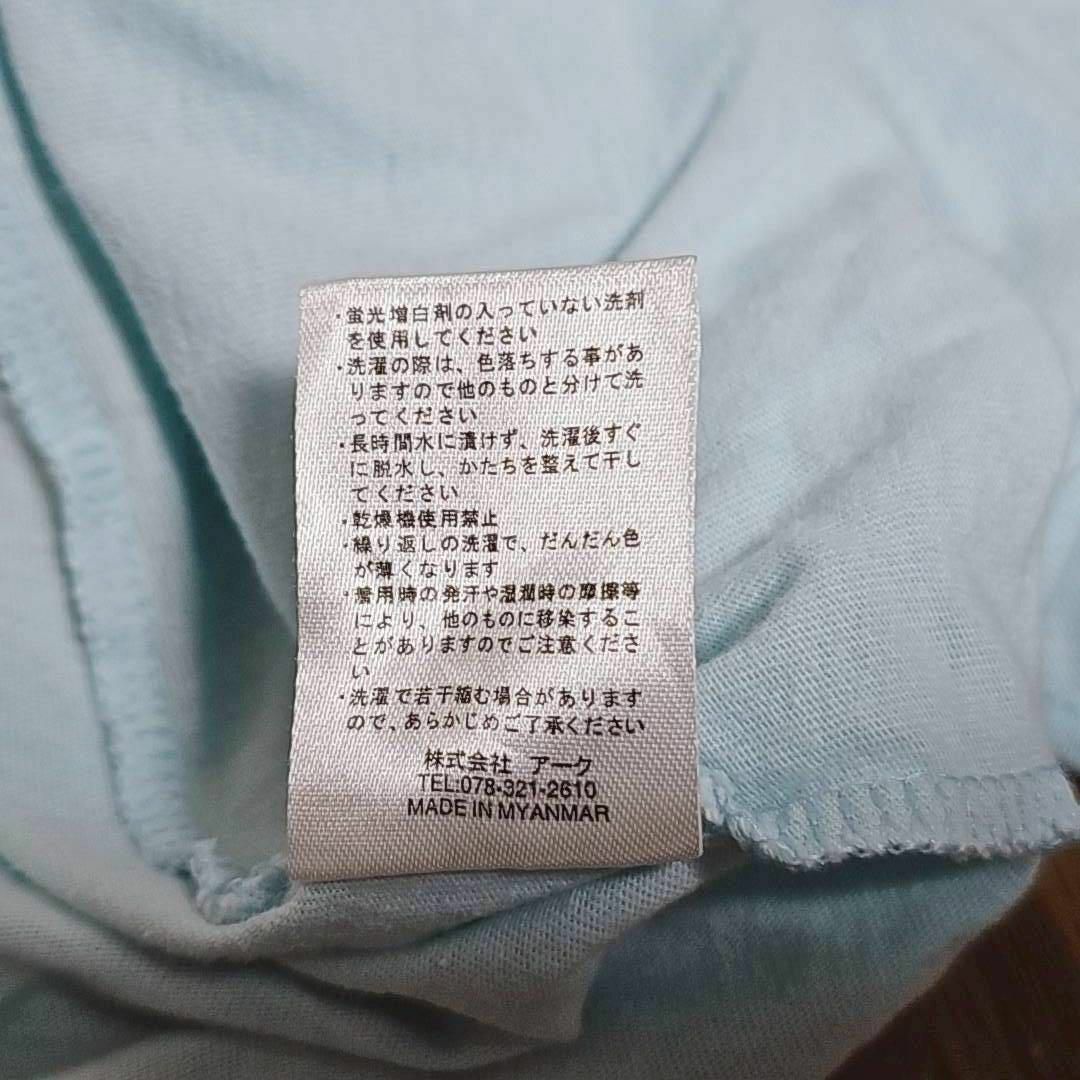 ・蛍光増白剤の入っていない洗剤
を使用してください
・洗濯の際は、色落ちする事があ
りますので他のものと分けて洗
ってください
・長時間水に漬けず、洗濯後すぐ
に脱水し、かたちを整えて干し
てください
・乾燥機使用禁止
・繰り返しの洗濯で、だんだん色
が薄くなります
・着用時の発汗や湿潤時の摩擦等
により、他のものに移染するこ
とがありますのでご注意くださ
い
・洗濯で若干縮む場合があります
ので、あらかじめご了承ください
株式会社 アーク
TEL:078-321-2610
MADE IN MYANMAR